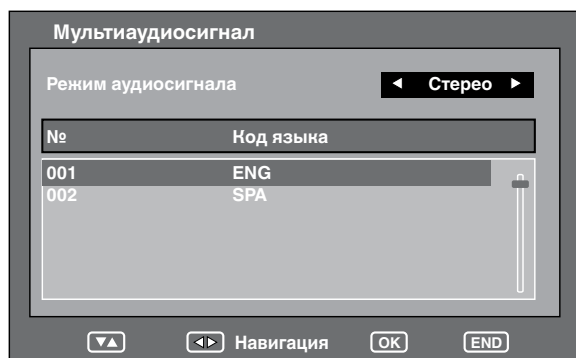 Мультиаудиосигнал
Режим аудиосигнала ◄ Стерео ►
№ Код языка
001 ENG
002 SPA
▼▲ ◁▷ Навигация OK END